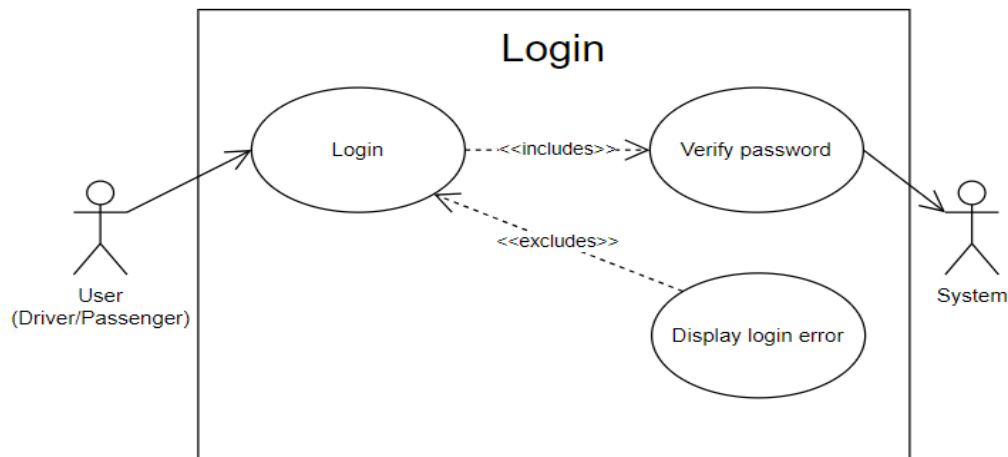 Login
Login
<<includes>>
Verify password
<<excludes>>
User
(Driver/Passenger)
System
Display login error